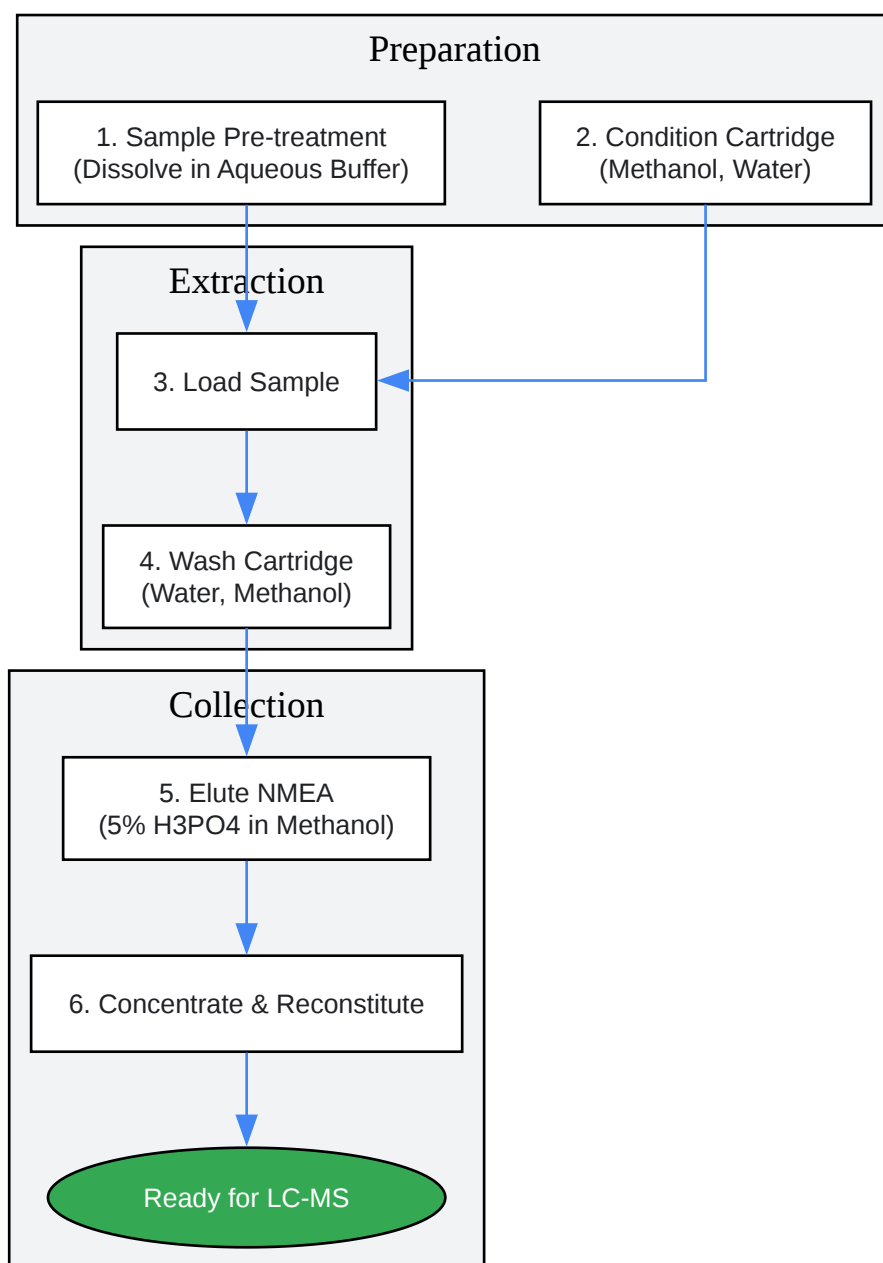 Preparation
1. Sample Pre-treatment
(Dissolve in Aqueous Buffer)
2. Condition Cartridge
(Methanol, Water)
Extraction
3. Load Sample
4. Wash Cartridge
(Water, Methanol)
Collection
5. Elute NMEA
(5% H3PO4 in Methanol)
6. Concentrate & Reconstitute
Ready for LC-MS